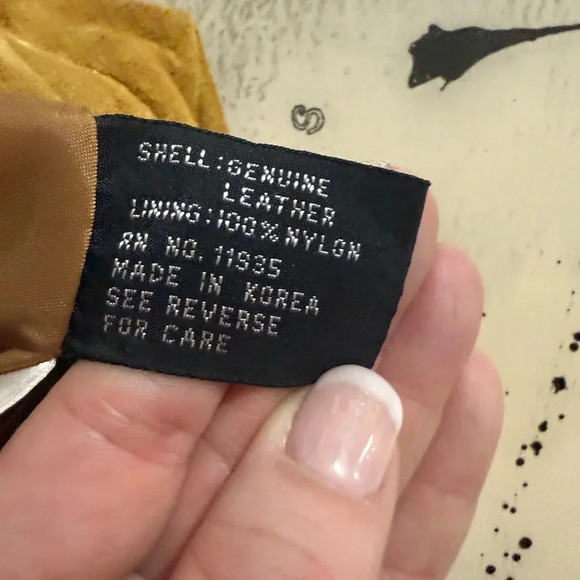 SHELL:GENUINE
LEATHER
LINING:100% NYLON
RN NO. 11935
MADE IN KOREA
SEE REVERSE
FOR CARE